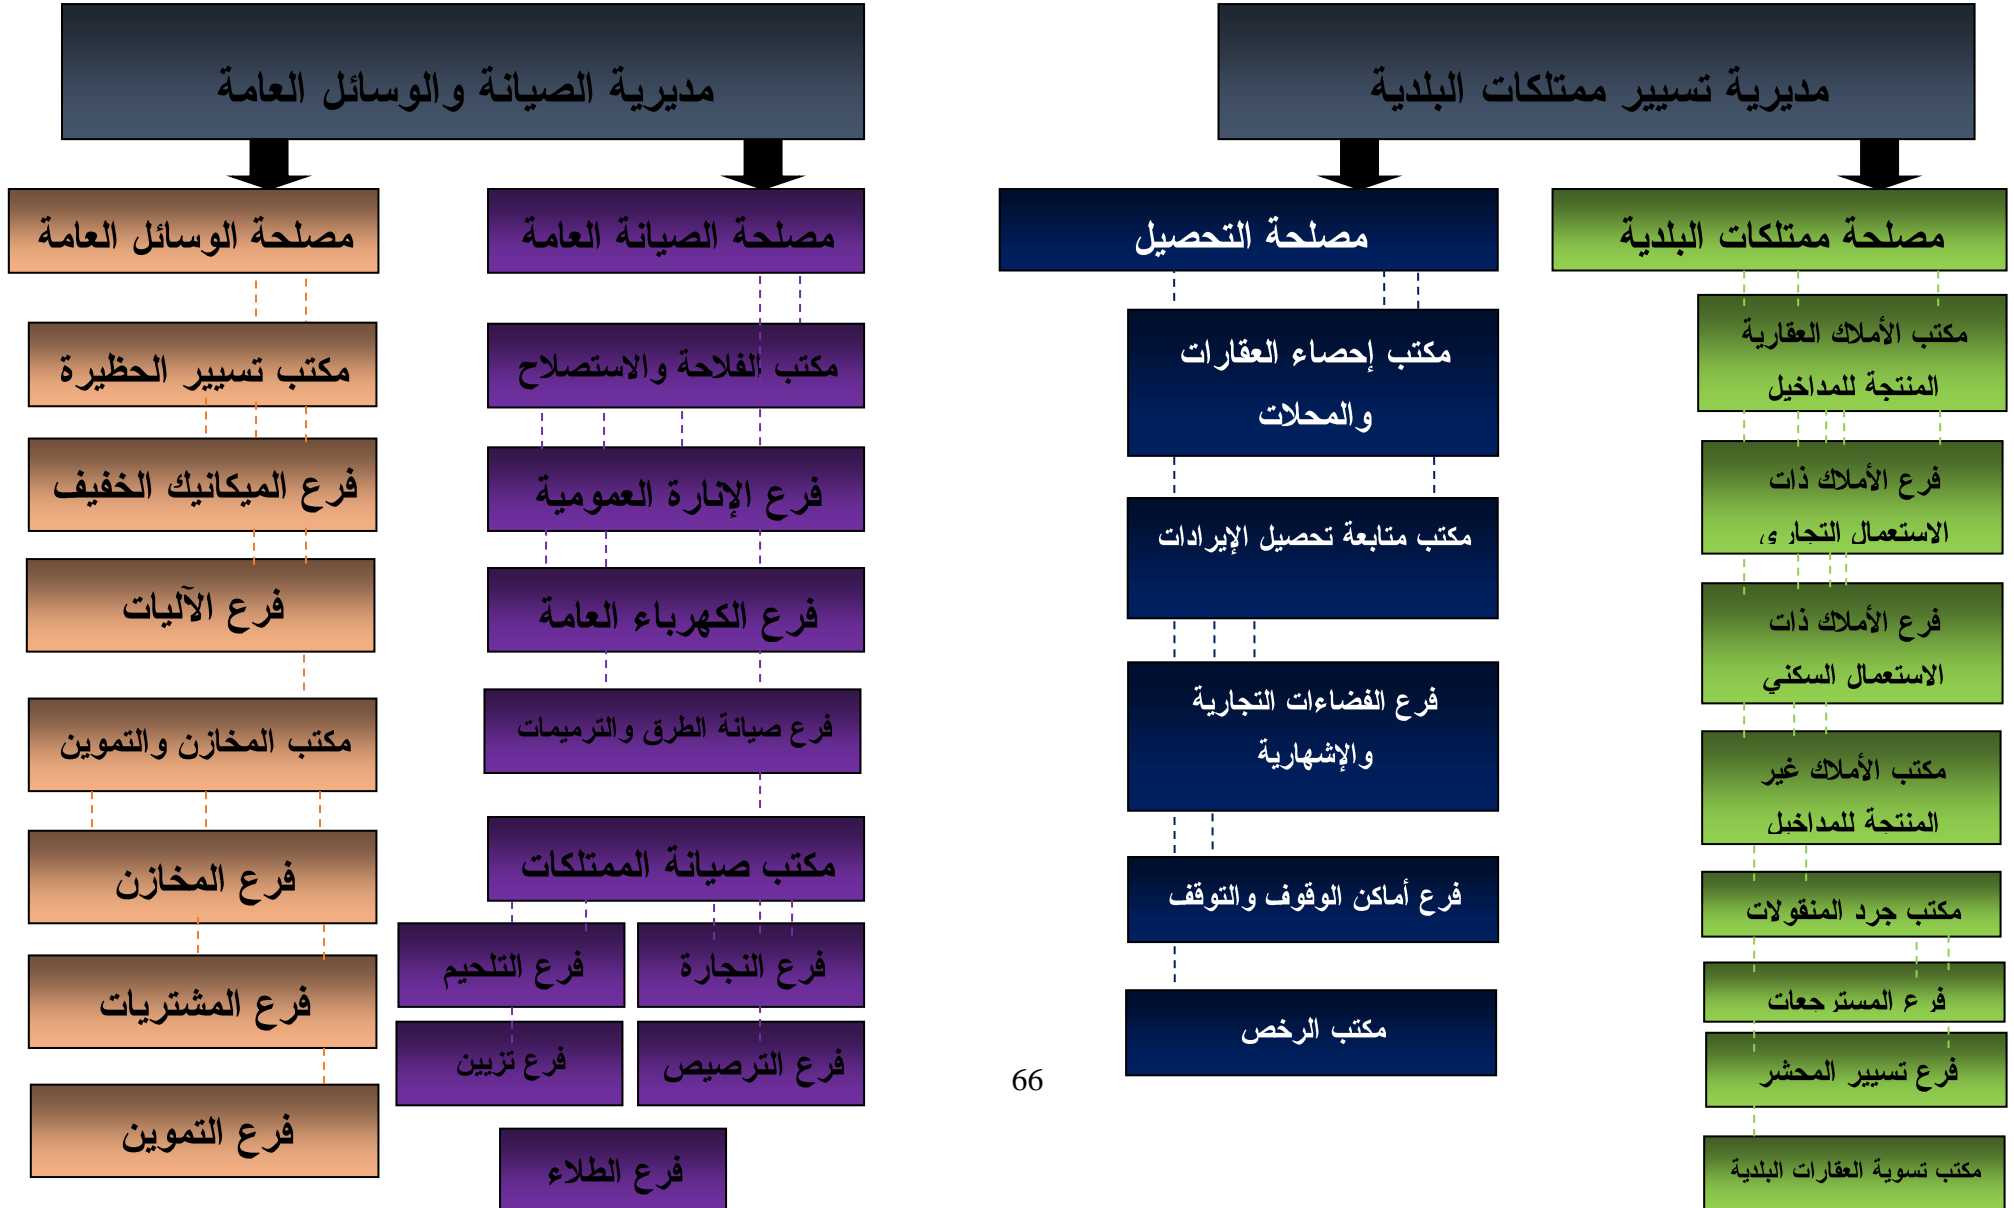 مديرية تسيير ممتلكات البلدية
مصلحة ممتلكات البلدية
مكتب الأملاك العقارية
المنتجة للمداخيل
فرع الأملاك ذات
الاستعمال التجاري
فرع الأملاك ذات
الاستعمال السكني
مكتب الأملاك غير
المنتجة للمداخيل
مكتب جرد المنقولات
فرع المسترجعات
فرع تسيير المحشر
مكتب تسوية العقارات البلدية
مصلحة التحصيل
مكتب إحصاء العقارات
والمحلات
مكتب متابعة تحصيل الإيرادات
فرع الفضاءات التجارية
والإشهارية
فرع أماكن الوقوف والتوقف
مكتب الرخص
مديرية الصيانة والوسائل العامة
مصلحة الصيانة العامة
مكتب الفلاحة والاستصلاح
فرع الإنارة العمومية
فرع الكهرباء العامة
فرع صيانة الطرق والترميمات
مكتب صيانة الممتلكات
فرع النجارة
فرع التلحيم
فرع الترصيص
فرع تزيين
فرع الطلاء
مصلحة الوسائل العامة
مكتب تسيير الحظيرة
فرع الميكانيك الخفيف
فرع الآليات
مكتب المخازن والتموين
فرع المخازن
فرع المشتريات
فرع التموين
66